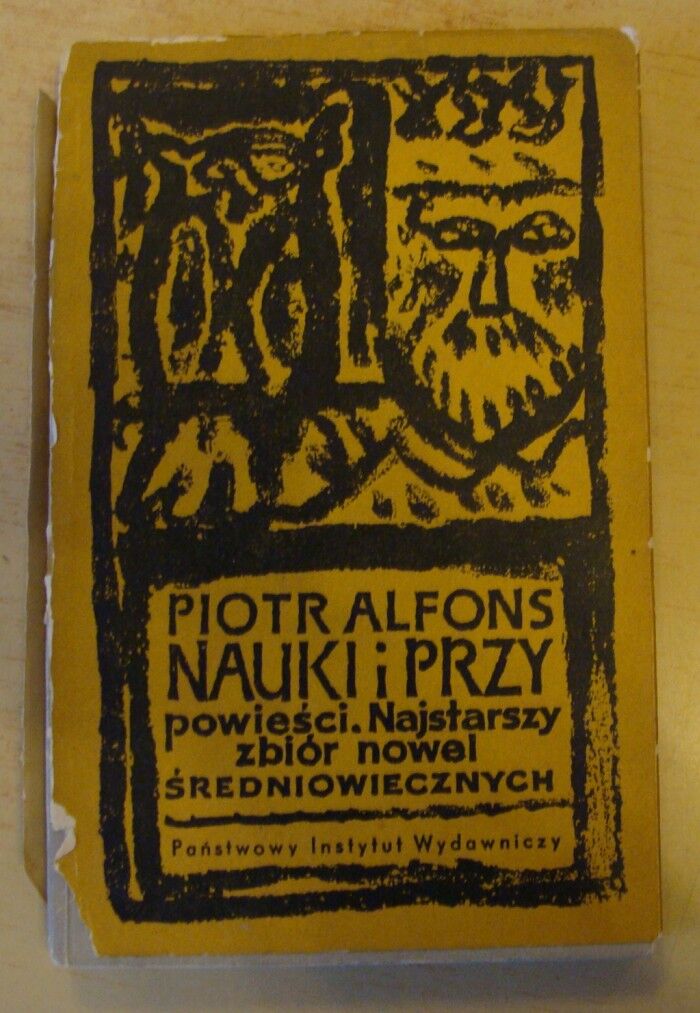 PIOTR ALFONS
NAUKI i PRZY
powieści. Najstarszy
zbiór nowel
ŚREDNIOWIECZNYCH
Państwowy Instytut Wydawniczy